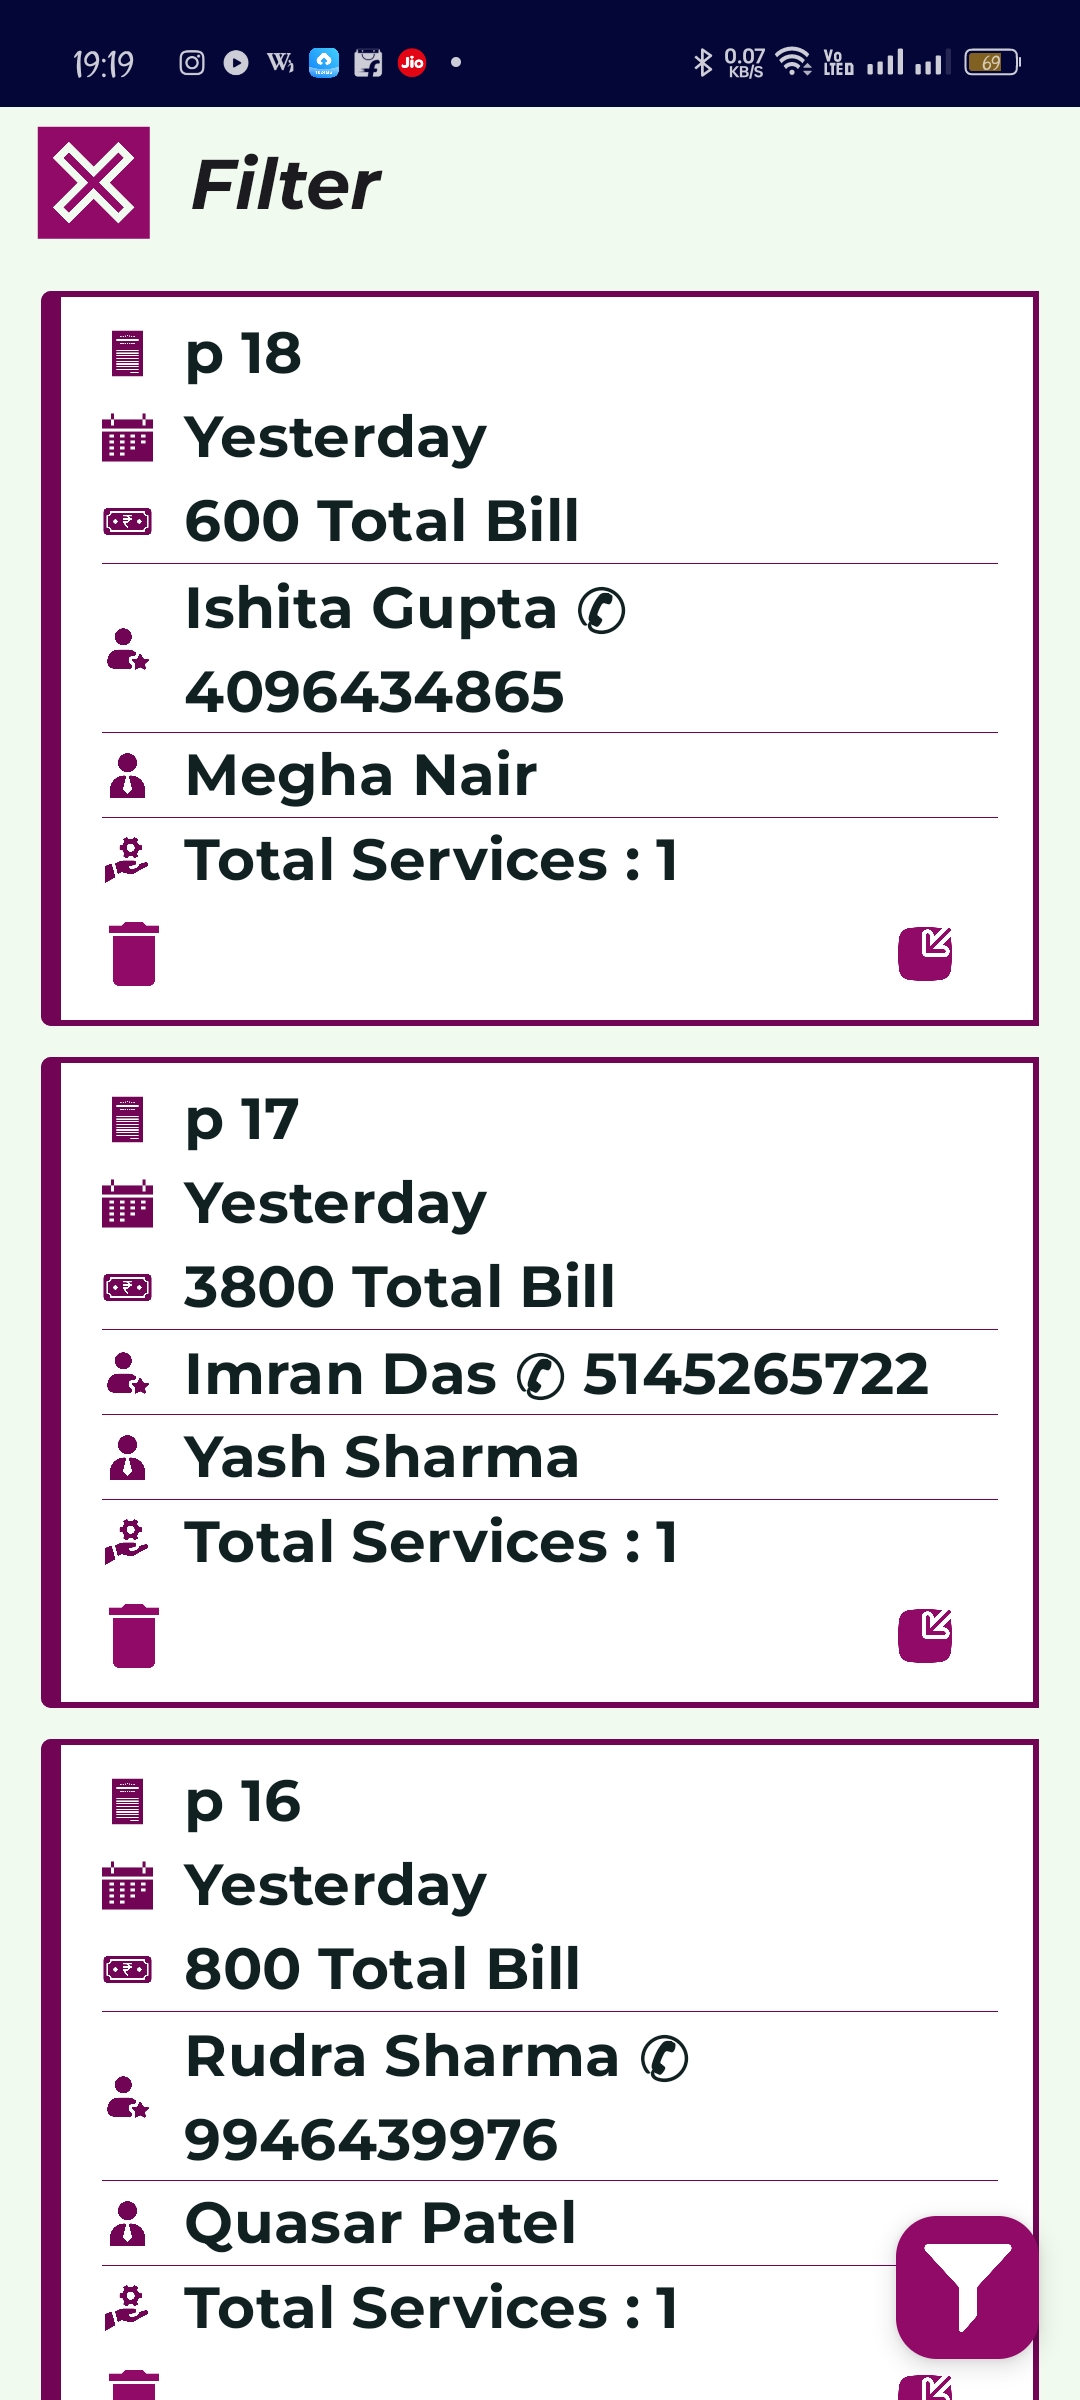 19:19
Jio
0.07
KB/S
Vo
LTE
69
Filter
p 18
Yesterday
600 Total Bill
Ishita Gupta ✆
4096434865
Megha Nair
Total Services : 1
p 17
Yesterday
3800 Total Bill
Imran Das ✆ 5145265722
Yash Sharma
Total Services : 1
p 16
Yesterday
800 Total Bill
Rudra Sharma ✆
9946439976
Quasar Patel
Total Services : 1